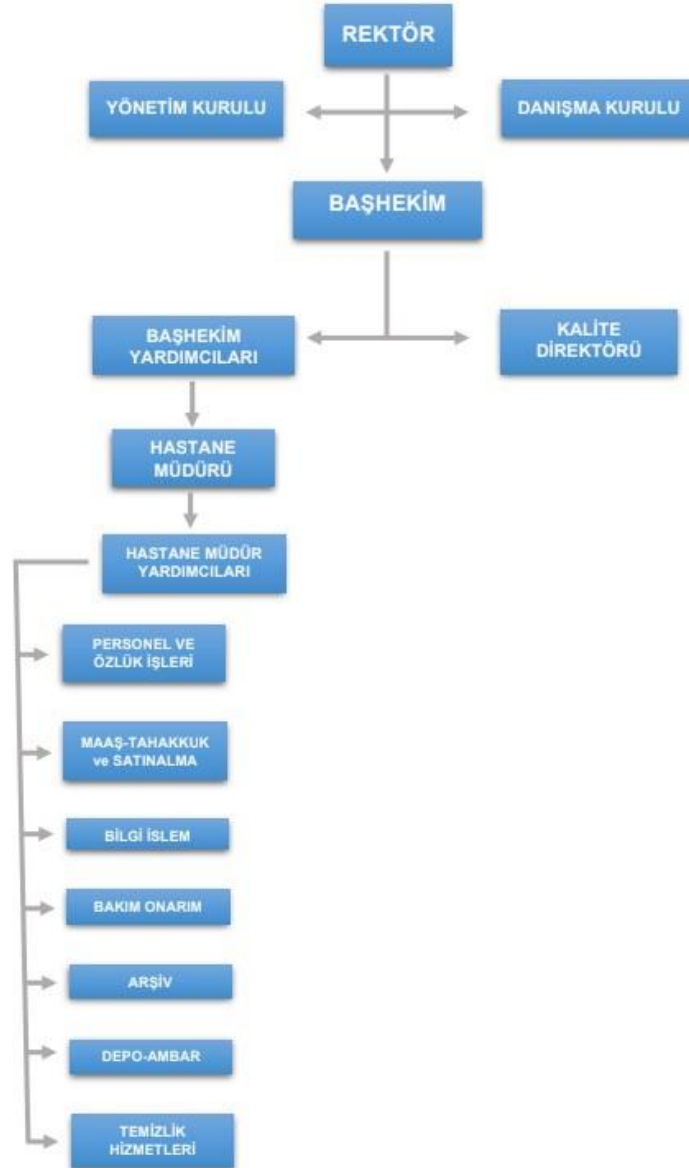 REKTÖR
YÖNETİM KURULU
DANIŞMA KURULU
BAŞHEKİM
BAŞHEKİM
YARDIMCILARI
KALİTE
DİREKTÖRÜ
HASTANE
MÜDÜRÜ
HASTANE MÜDÜR
YARDIMCILARI
PERSONEL VE
ÖZLÜK İŞLERİ
MAAŞ-TAHAKKUK
ve SATINALMA
BİLGİ İSLEM
BAKIM ONARIM
ARŞİV
DEPO-AMBAR
TEMİZLİK
HİZMETLERİ